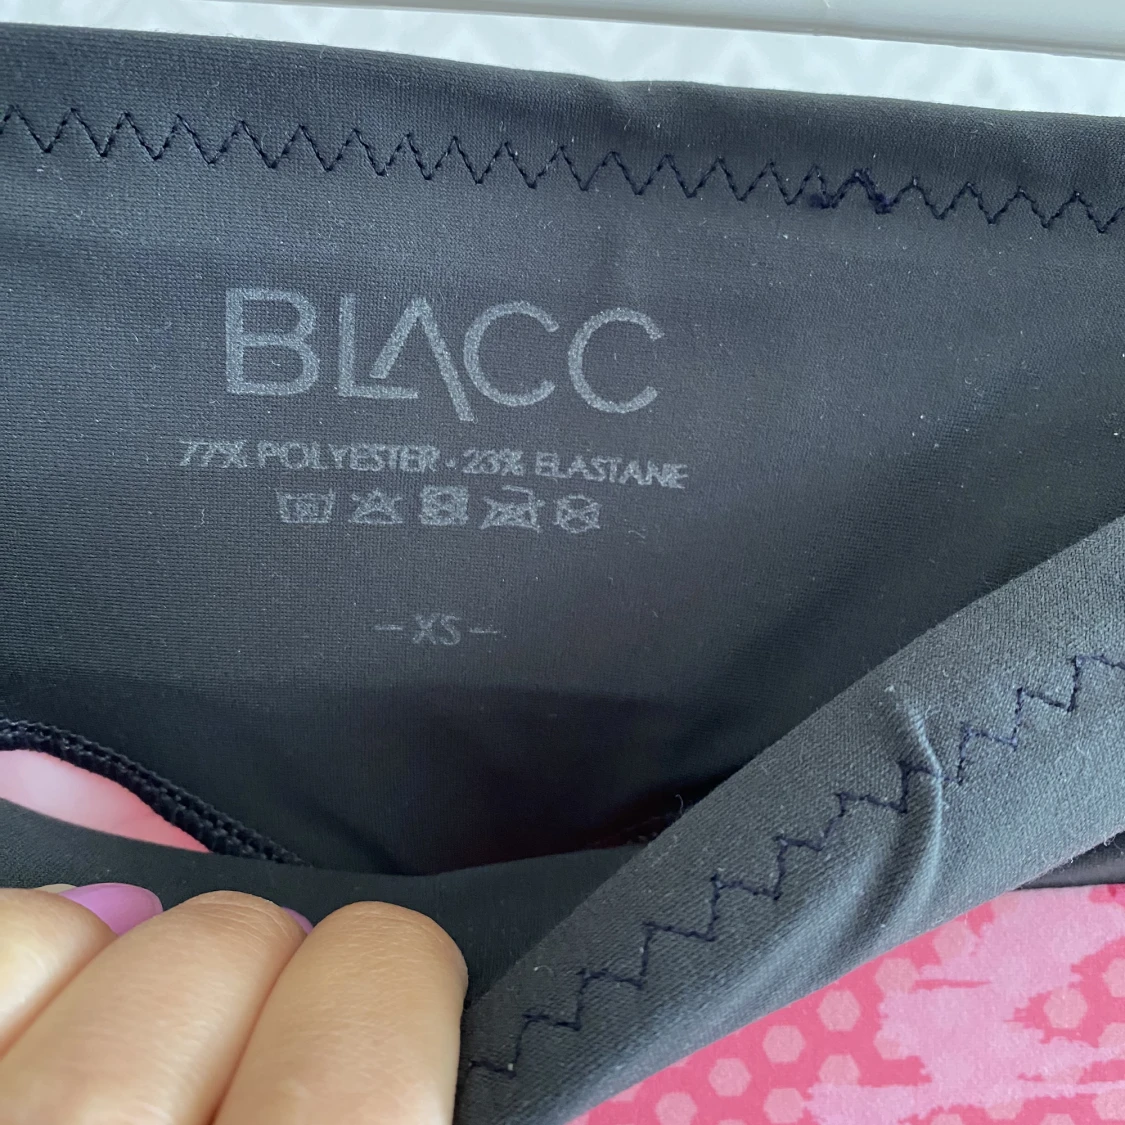 BLACC
77% POLYESTER • 23% ELASTANE
-XS-